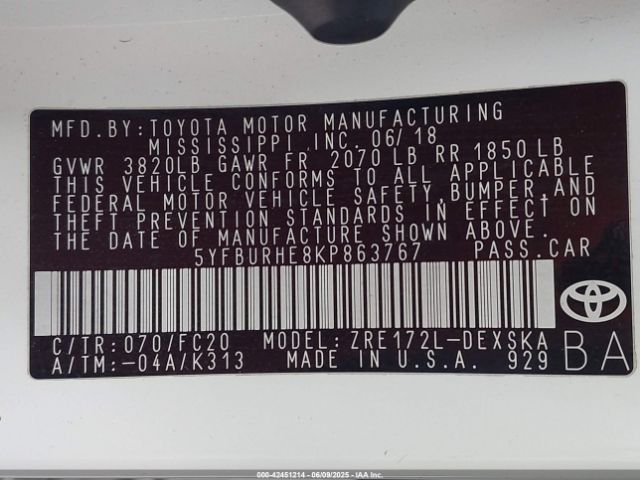 MFD. BY: TOYOTA MOTOR MANUFACTURING
MISSISSIPPI INC. 06/18
GVWR 3820LB GAWR FR 2070 LB RR 1850 LB
THIS VEHICLE CONFORMS TO ALL APPLICABLE
FEDERAL MOTOR VEHICLE SAFETY, BUMPER, AND
THEFT PREVENTION STANDARDS IN EFFECT ON
THE DATE OF MANUFACTURE SHOWN ABOVE.
5YFBURHE8KP863767 PASS.CAR
C/TR: 070/FC20 MODEL: ZRE172L-DEXSKA
A/TM: -04A/K313 MADE IN U.S.A. 929
BA
000-42451214 - 06/09/2025 - IAA Inc.